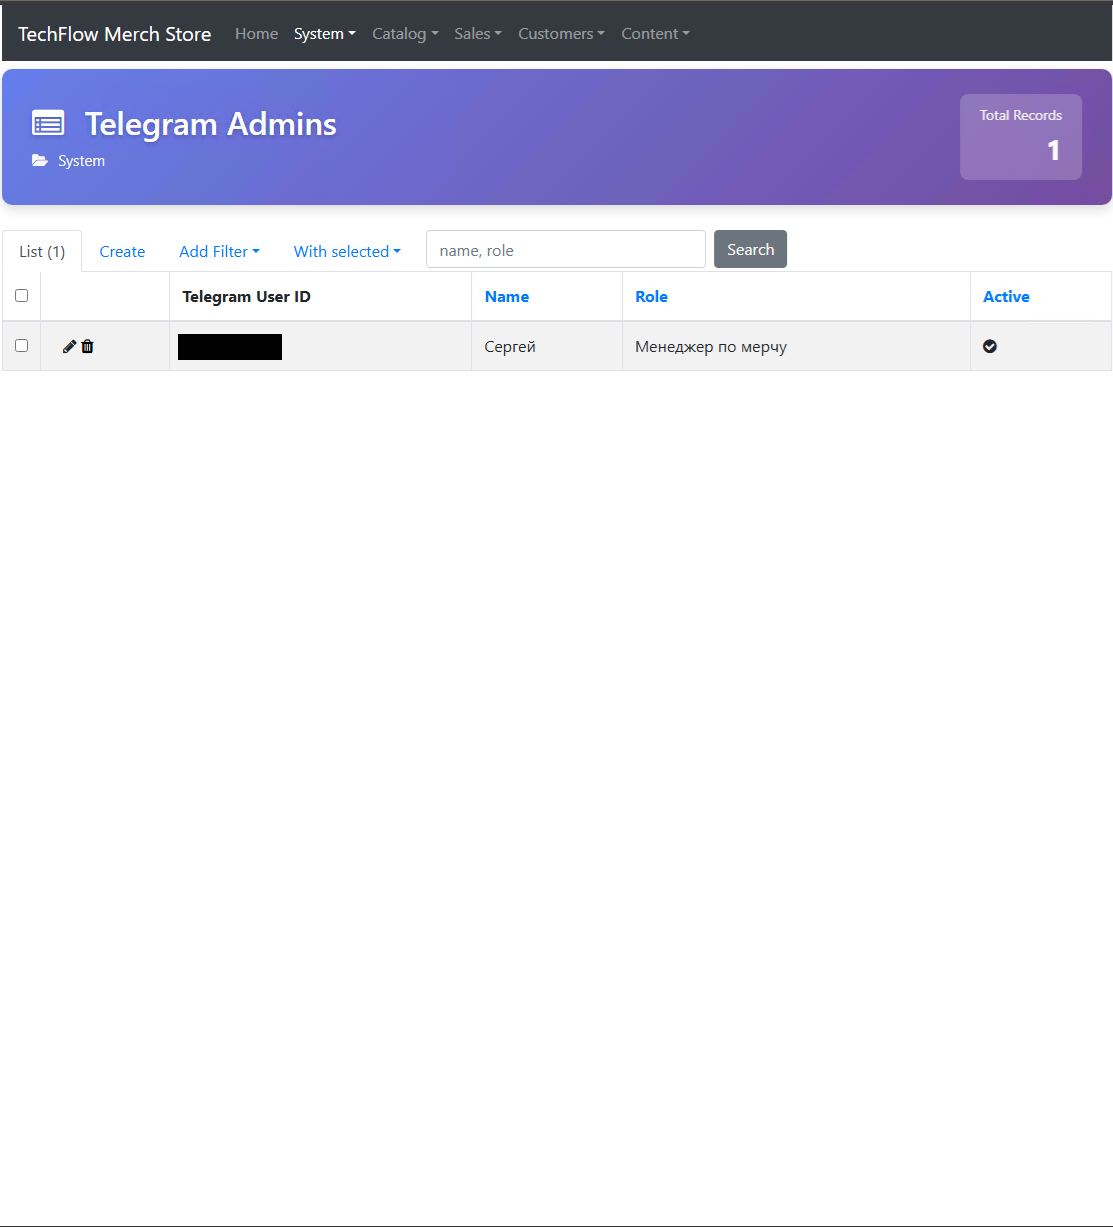 TechFlow Merch Store Home System Catalog Sales Customers Content
Telegram Admins
System
Total Records
1
List (1) Create Add Filter With selected name, role Search
Telegram User ID Name Role Active
Сергей Менеджер по мерчу